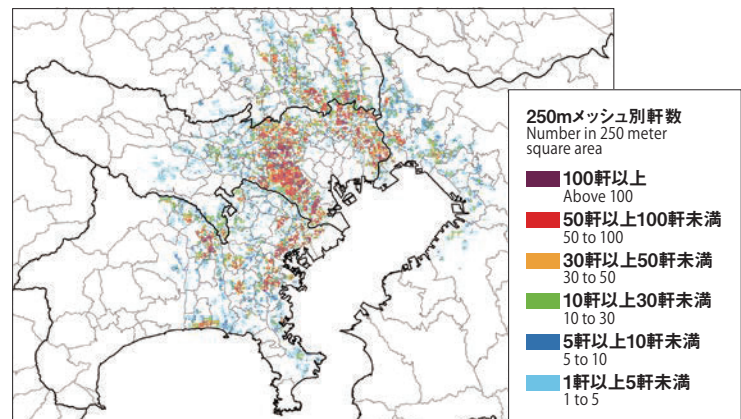 250mメッシュ別軒数
Number in 250 meter
square area
100軒以上
Above 100
50軒以上100軒未満
50 to 100
30軒以上50軒未満
30 to 50
10軒以上30軒未満
10 to 30
5軒以上10軒未満
5 to 10
1軒以上5軒未満
1 to 5